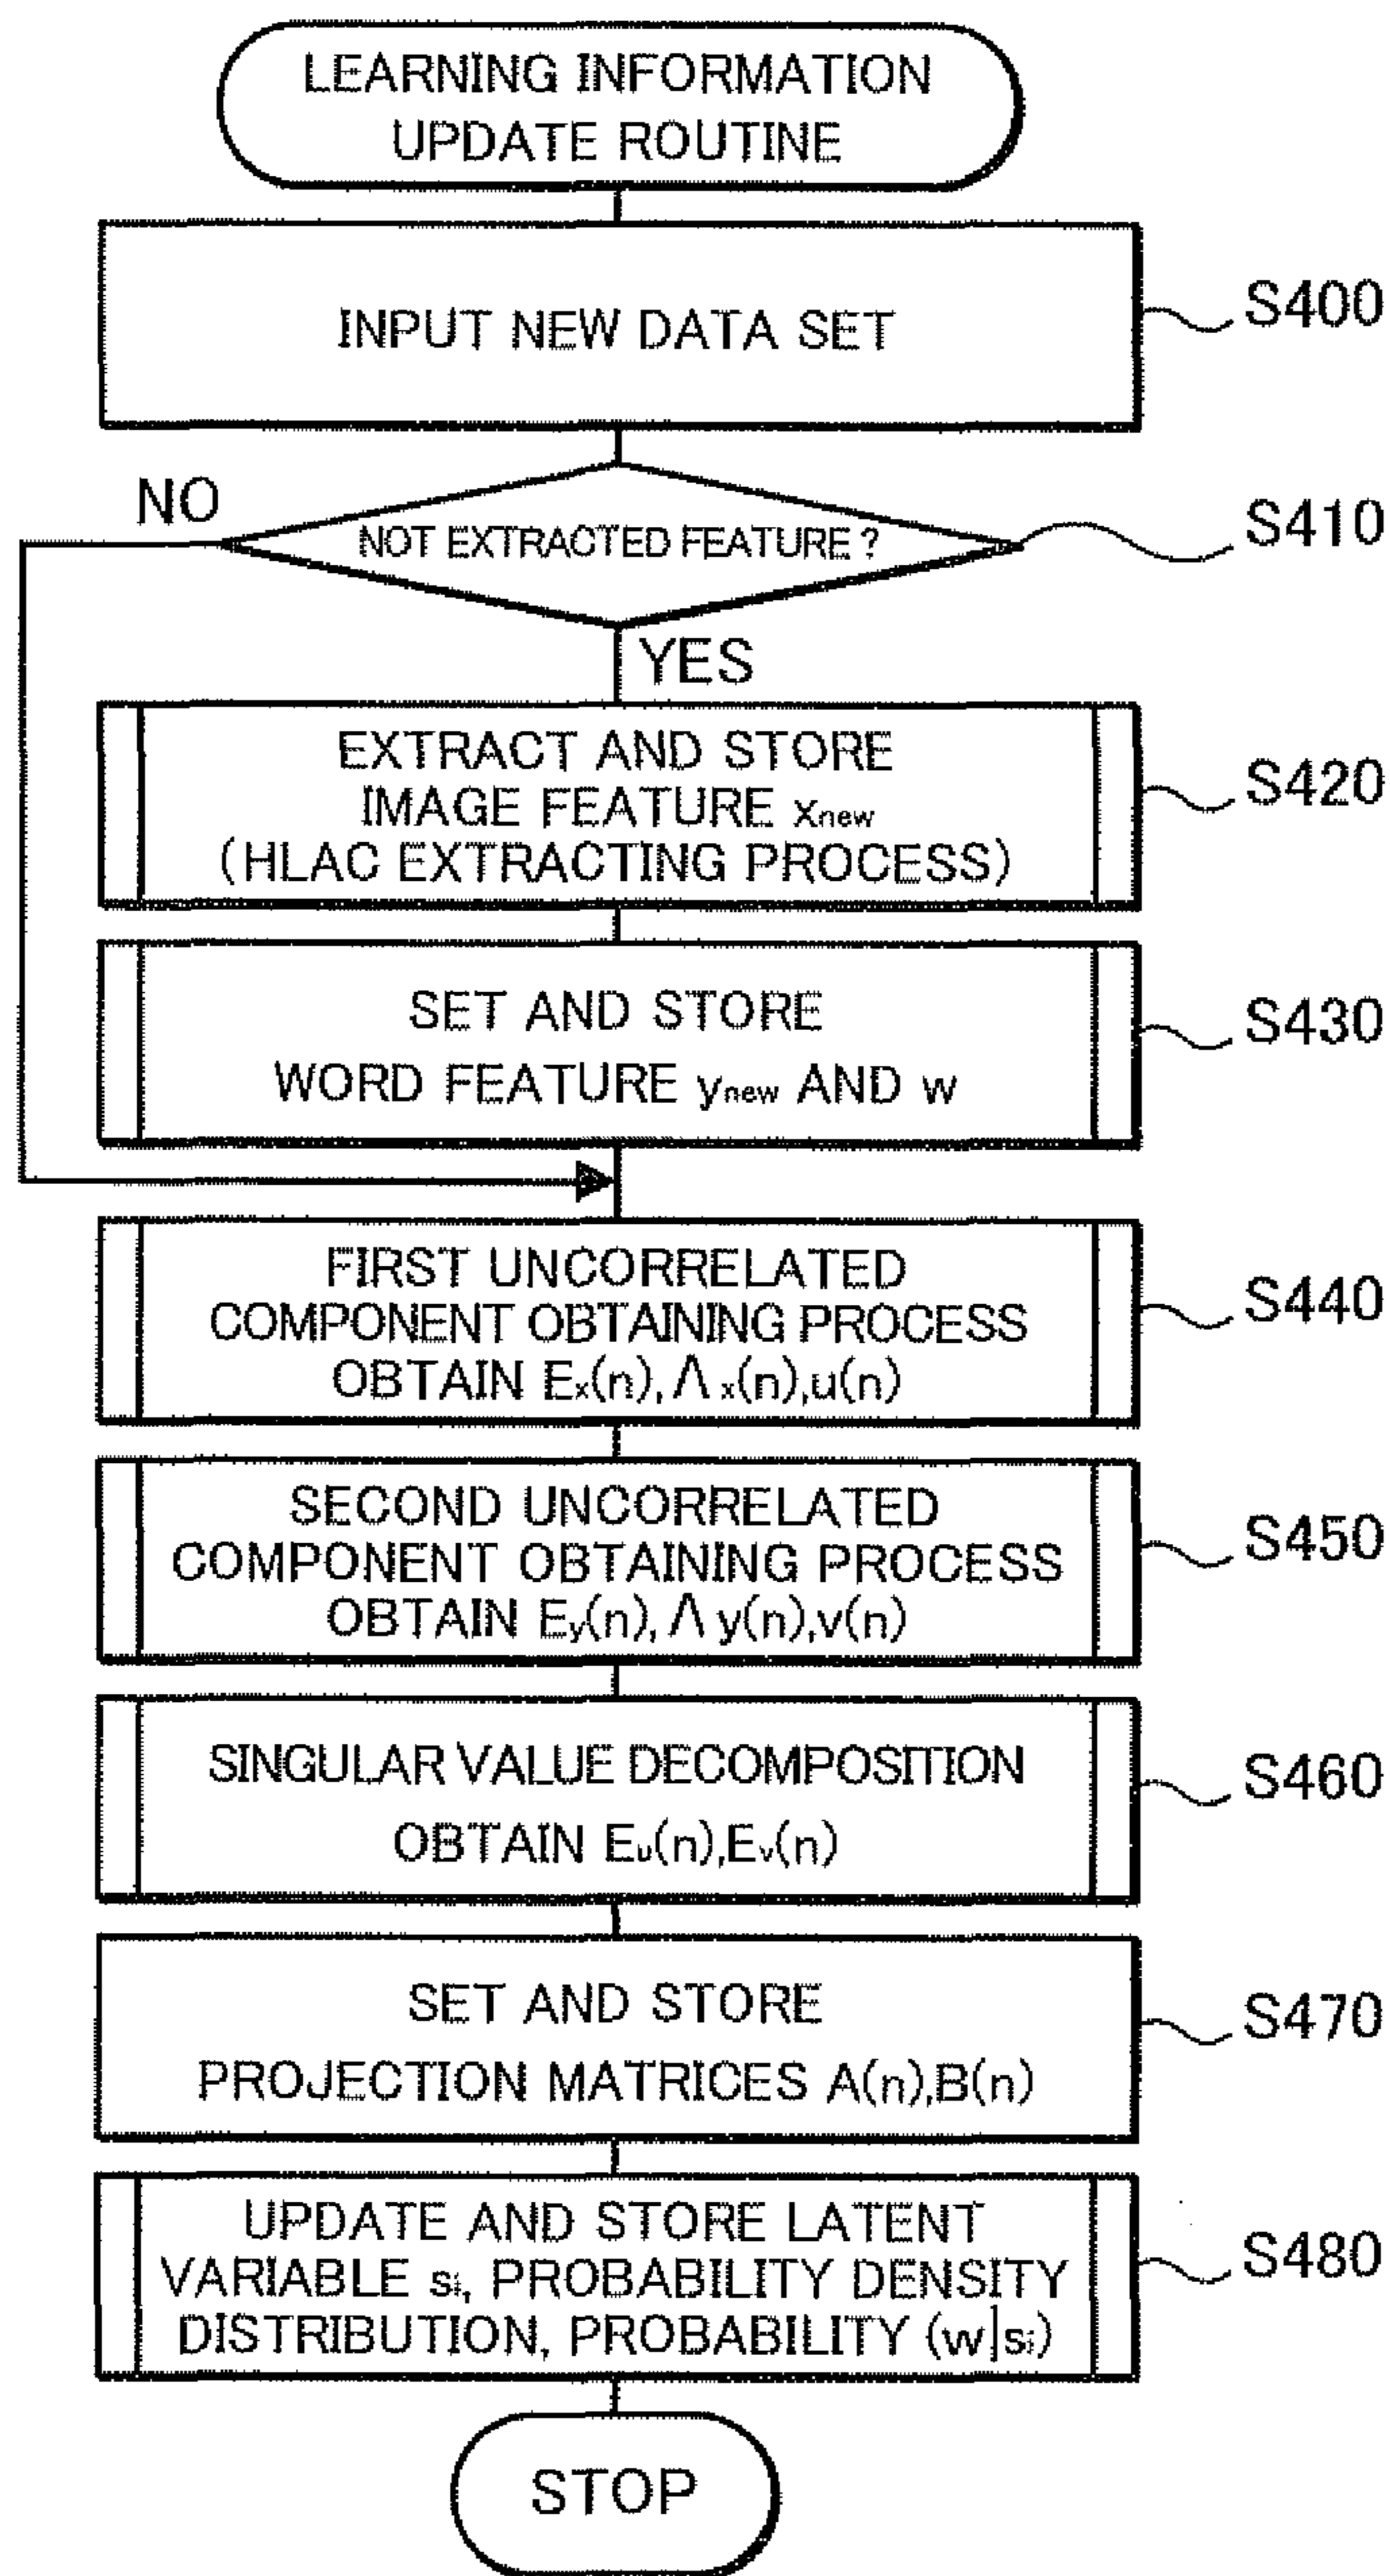 LEARNING INFORMATION
UPDATE ROUTINE
INPUT NEW DATA SET
S400
NO
NOT EXTRACTED FEATURE ?
S410
YES
EXTRACT AND STORE
IMAGE FEATURE xnew
(HLAC EXTRACTING PROCESS)
S420
SET AND STORE
WORD FEATURE ynew AND w
S430
FIRST UNCORRELATED
COMPONENT OBTAINING PROCESS
OBTAIN Ex(n), Λx(n),u(n)
S440
SECOND UNCORRELATED
COMPONENT OBTAINING PROCESS
OBTAIN Ey(n), Λy(n),v(n)
S450
SINGULAR VALUE DECOMPOSITION
OBTAIN Eu(n),Ev(n)
S460
SET AND STORE
PROJECTION MATRICES A(n),B(n)
S470
UPDATE AND STORE LATENT
VARIABLE si, PROBABILITY DENSITY
DISTRIBUTION, PROBABILITY (w|si)
S480
STOP